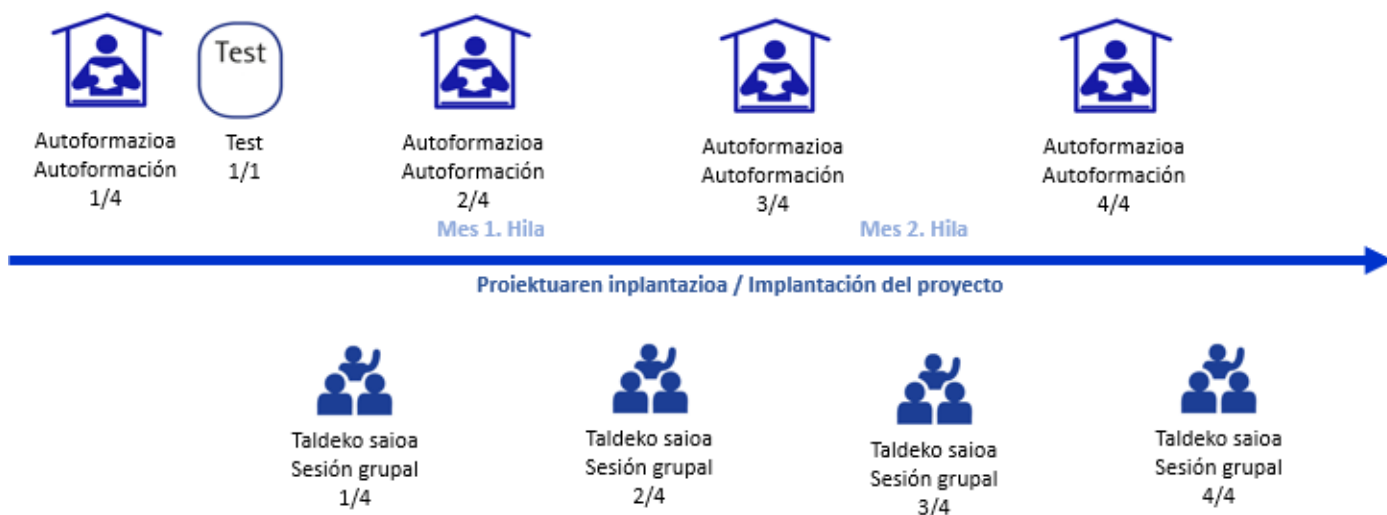 Test
Autoformazioa
Autoformación
1/4
Test
1/1
Autoformazioa
Autoformación
2/4
Autoformazioa
Autoformación
3/4
Autoformazioa
Autoformación
4/4
Mes 1. Hila
Mes 2. Hila
Proiektuaren inplantazioa / Implantación del proyecto
Taldeko saioa
Sesión grupal
1/4
Taldeko saioa
Sesión grupal
2/4
Taldeko saioa
Sesión grupal
3/4
Taldeko saioa
Sesión grupal
4/4